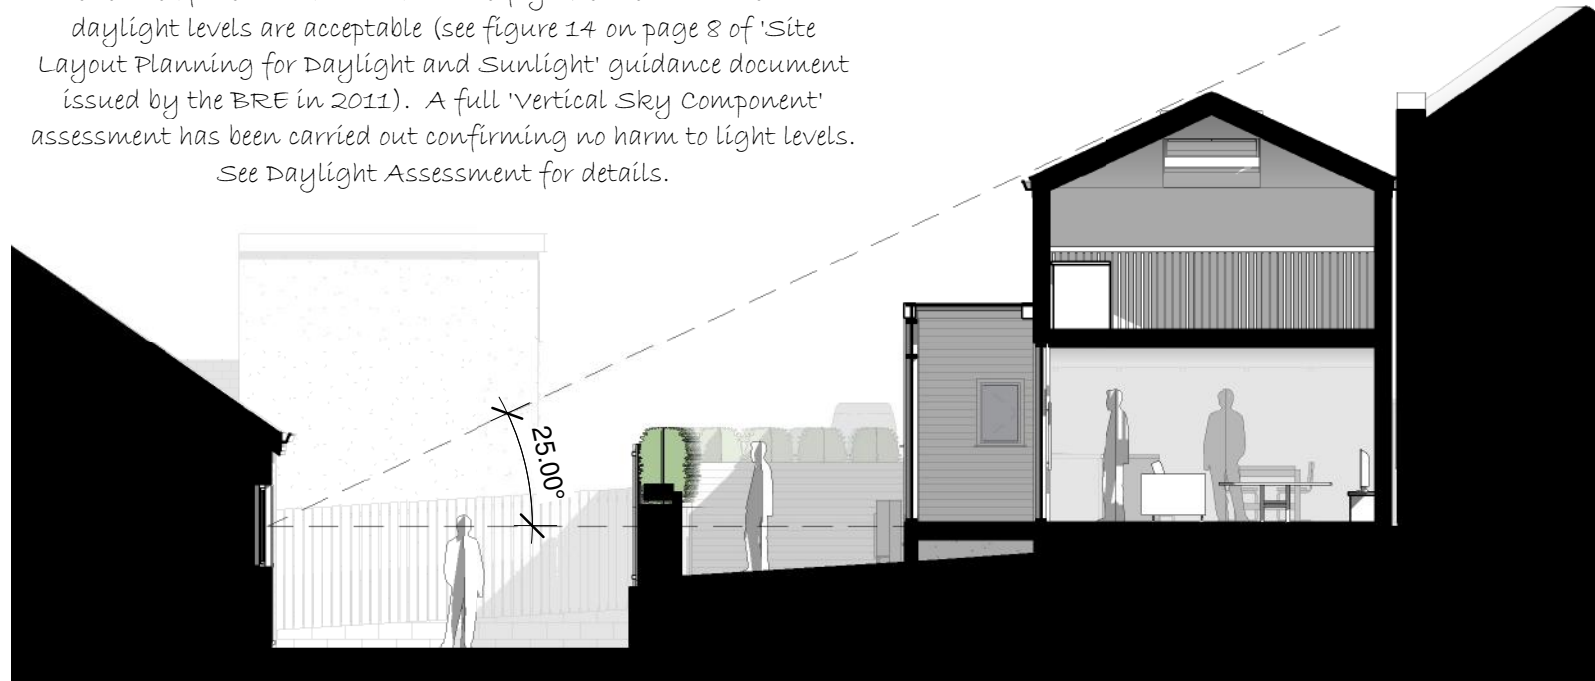 daylight levels are acceptable (see figure 14 on page 8 of 'Site
Layout Planning for Daylight and Sunlight' guidance document
issued by the BRE in 2011). A full 'Vertical Sky Component'
assessment has been carried out confirming no harm to light levels.
See Daylight Assessment for details.
25.00°